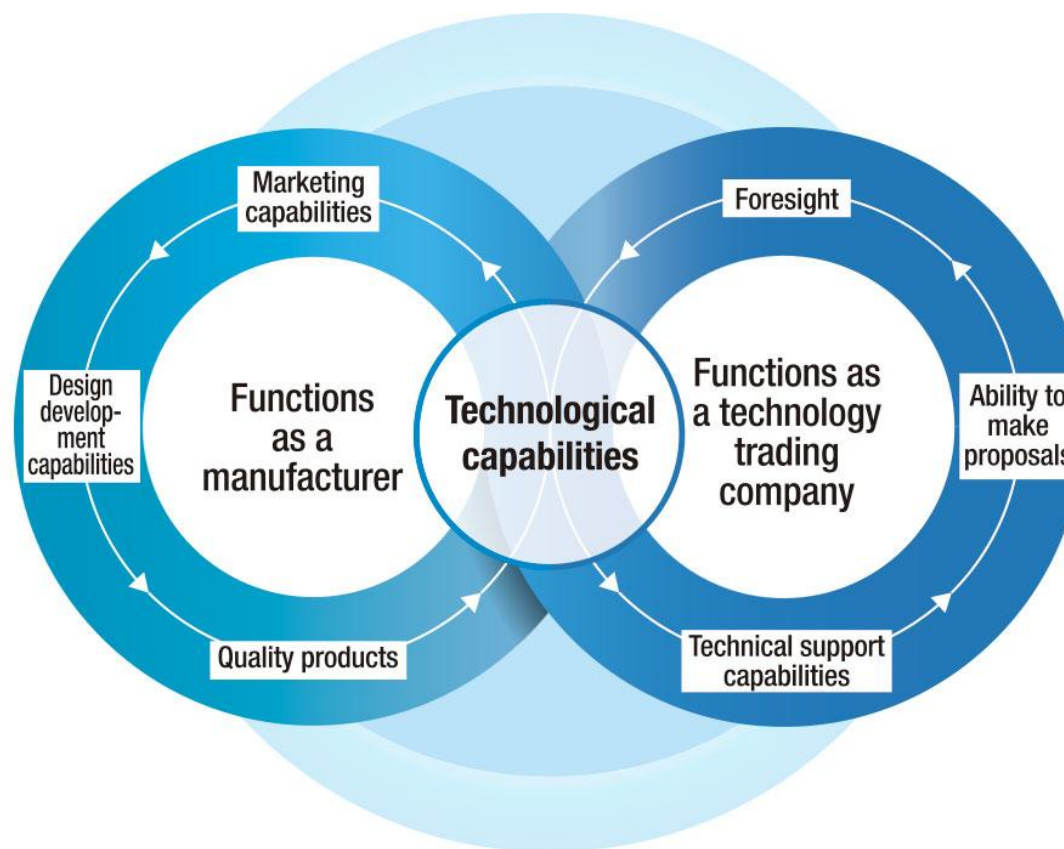 Marketing
capabilities
Foresight
Design
develop-
ment
capabilities
Functions
as a
manufacturer
Technological
capabilities
Functions as
a technology
trading
company
Ability to
make
proposals
Quality products
Technical support
capabilities